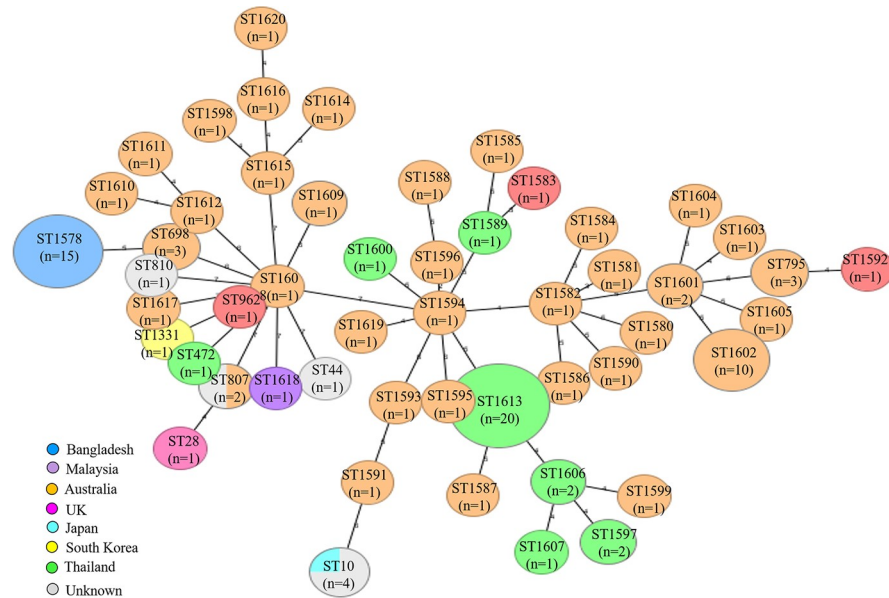 ST1620
(n=1)
ST1616
(n=1)
ST1598
(n=1)
ST1614
(n=1)
ST1611
(n=1)
ST1615
(n=1)
ST1610
(n=1)
ST1612
(n=1)
ST1609
(n=1)
ST1578
(n=15)
ST698
(n=3)
ST810
(n=1)
ST160
(n=1)
ST1617
(n=1)
ST962
(n=1)
ST1331
(n=1)
ST472
(n=1)
ST807
(n=2)
ST1618
(n=1)
ST44
(n=1)
ST28
(n=1)
ST1585
(n=1)
ST1588
(n=1)
ST1583
(n=1)
ST1589
(n=1)
ST1600
(n=1)
ST1596
(n=1)
ST1594
(n=1)
ST1619
(n=1)
ST1584
(n=1)
ST1581
(n=1)
ST1582
(n=1)
ST1580
(n=1)
ST1590
(n=1)
ST1586
(n=1)
ST1604
(n=1)
ST1603
(n=1)
ST1601
(n=2)
ST795
(n=3)
ST1592
(n=1)
ST1605
(n=1)
ST1602
(n=10)
ST1593
(n=1)
ST1595
(n=1)
ST1613
(n=20)
ST1591
(n=1)
ST1587
(n=1)
ST1606
(n=2)
ST1599
(n=1)
ST1597
(n=2)
ST1607
(n=1)
ST10
(n=4)
Bangladesh
Malaysia
Australia
UK
Japan
South Korea
Thailand
Unknown